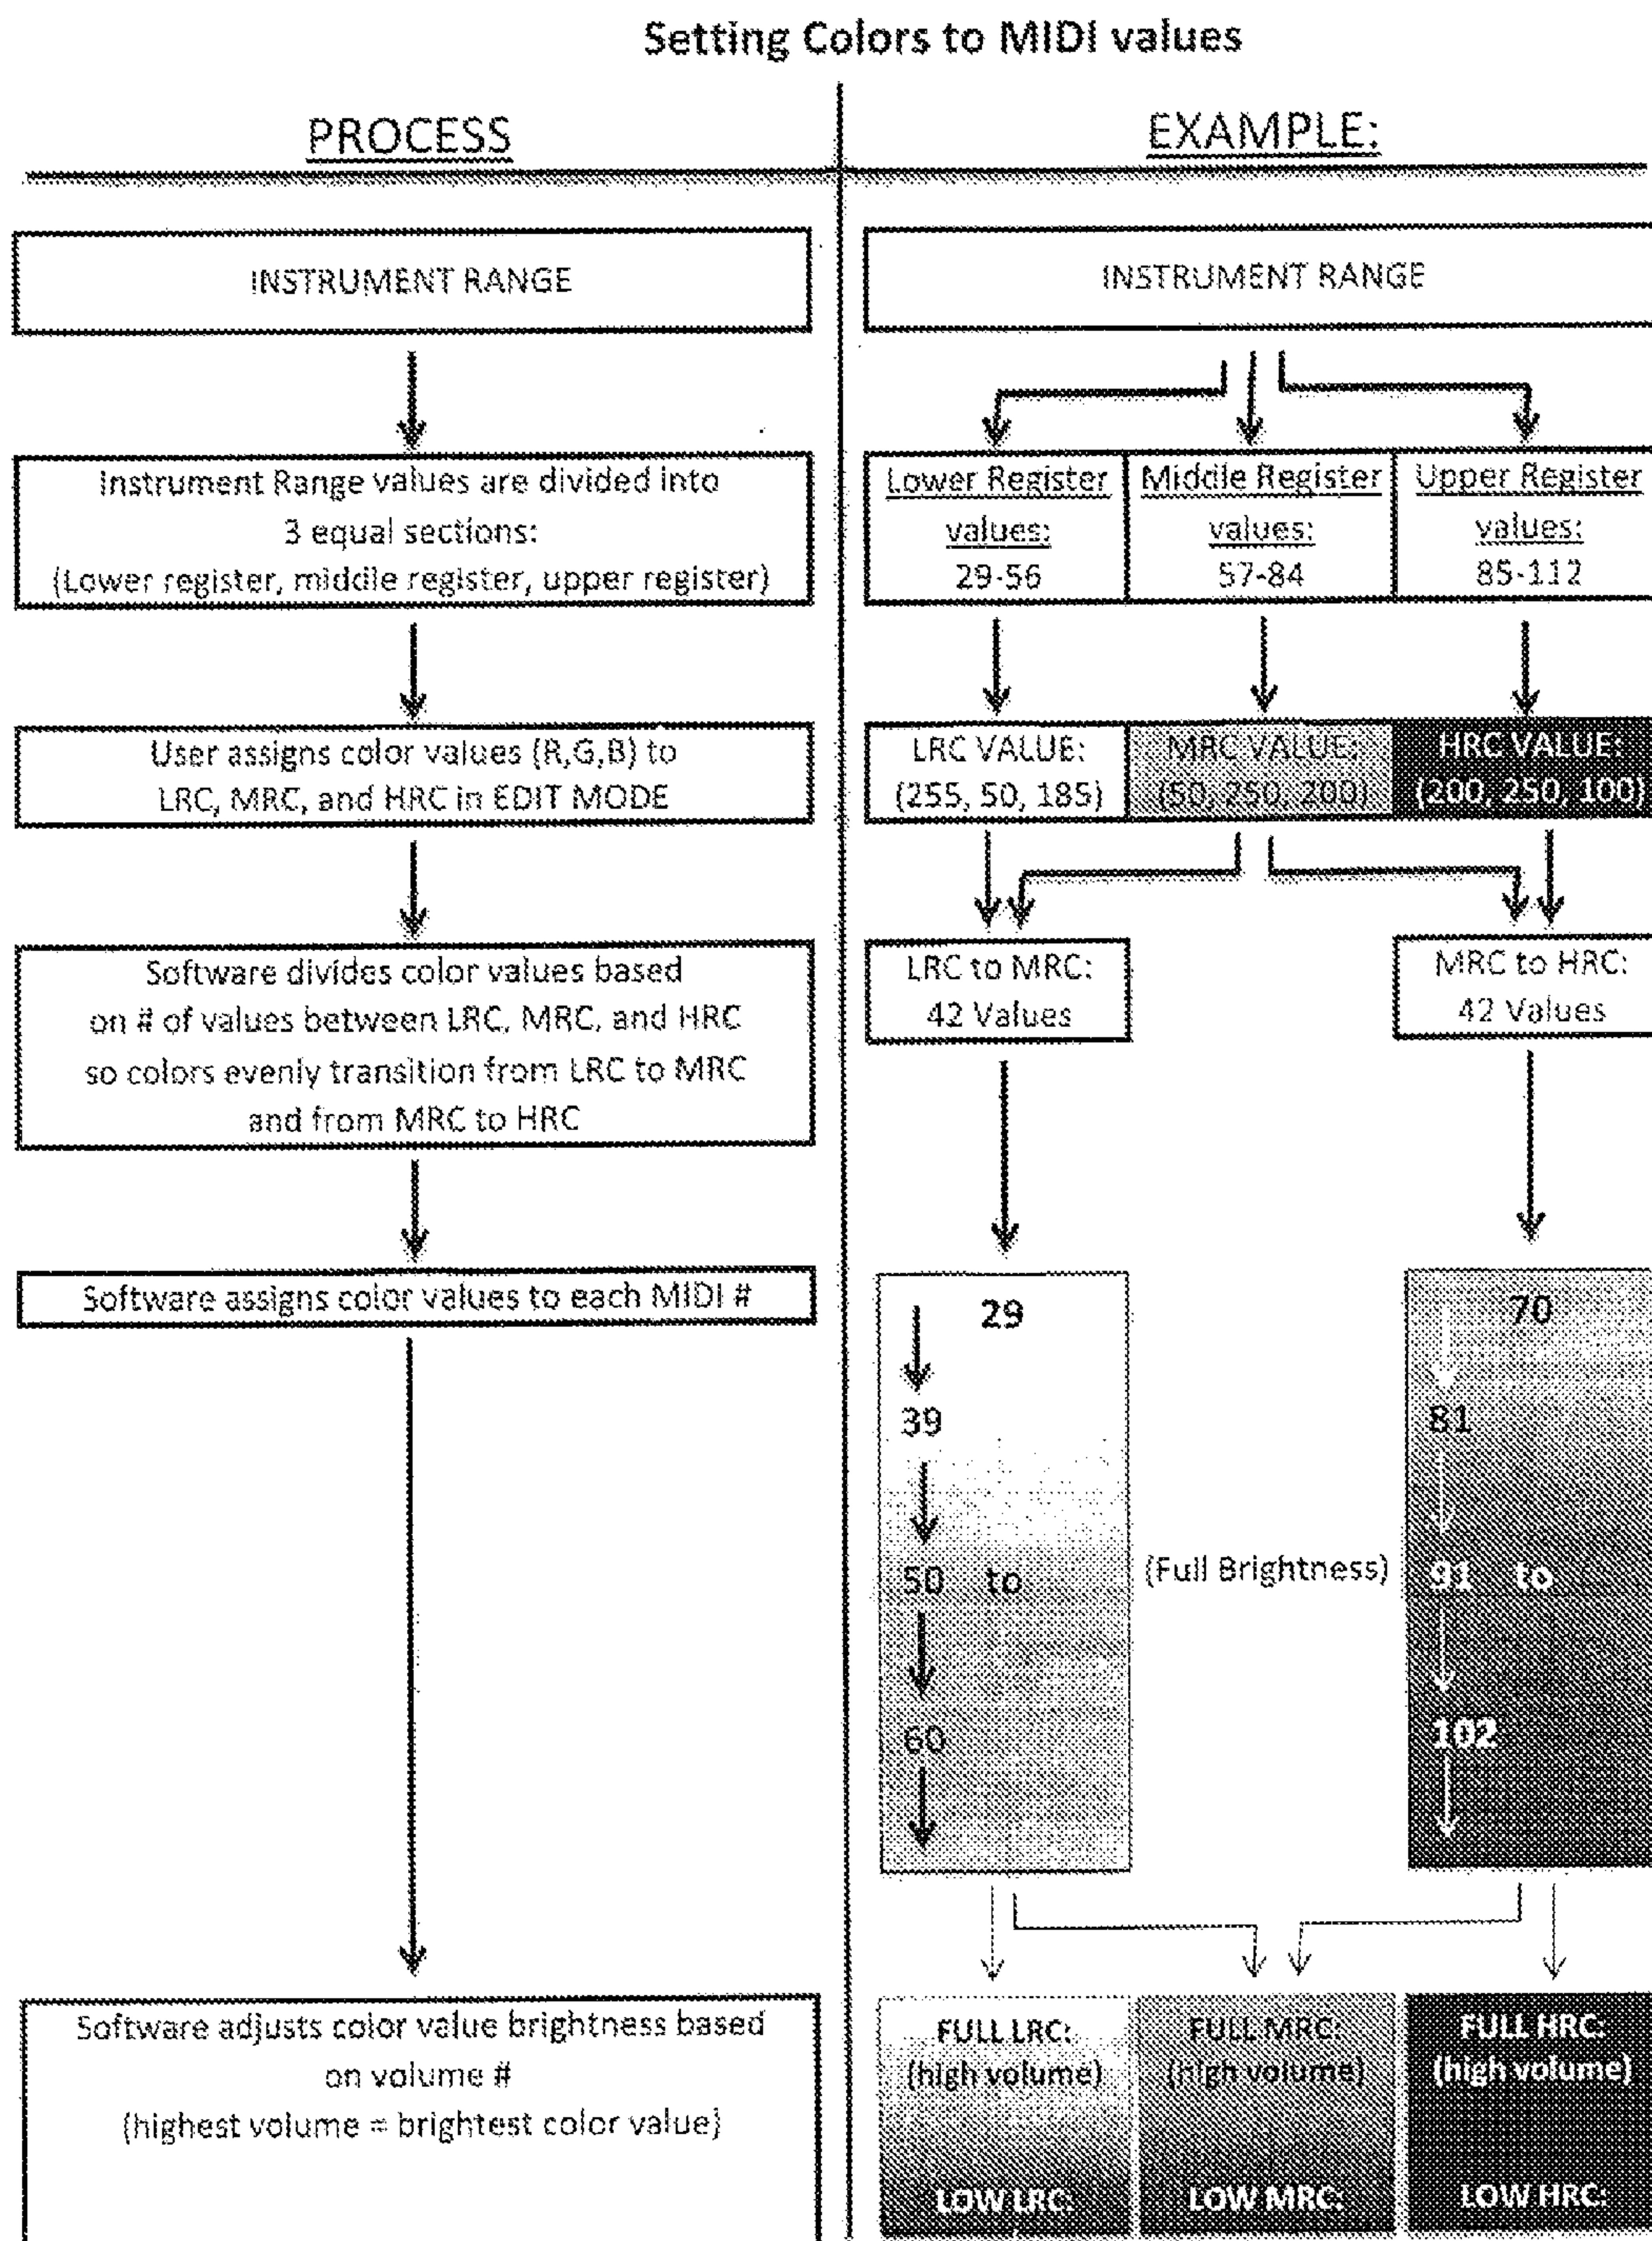 Setting Colors to MIDI values
PROCESS
INSTRUMENT RANGE
Instrument Range values are divided into
3 equal sections:
(Lower register, middle register, upper register)
User assigns color values (R,G,B) to
LRC, MRC, and HRC in EDIT MODE
Software divides color values based
on # of values between LRC, MRC, and HRC
so colors evenly transition from LRC to MRC
and from MRC to HRC
Software assigns color values to each MIDI #
Software adjusts color value brightness based
on volume #
(highest volume = brightest color value)
EXAMPLE:
INSTRUMENT RANGE
Lower Register
values:
29-56
Middle Register
values:
57-84
Upper Register
values:
85-112
LRC VALUE:
(255, 50, 185)
MRC VALUE:
(50, 250, 200)
HRC VALUE:
(200, 250, 100)
LRC to MRC:
42 Values
MRC to HRC:
42 Values
29
39
50 to
60
(Full Brightness)
70
81
91 to
102
FULL LRC:
(high volume)
LOW LRC:
FULL MRC:
(high volume)
LOW MRC:
FULL HRC:
(high volume)
LOW HRC: